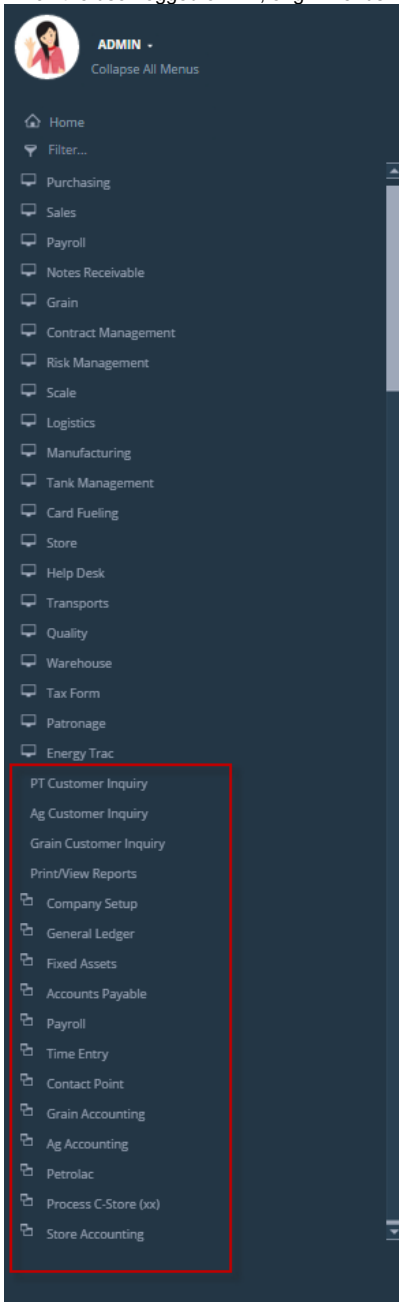 ADMIN
Collapse All Menus
Home
Filter...
Purchasing
Sales
Payroll
Notes Receivable
Grain
Contract Management
Risk Management
Scale
Logistics
Manufacturing
Tank Management
Card Fueling
Store
Help Desk
Transports
Quality
Warehouse
Tax Form
Patronage
Energy Trac
PT Customer Inquiry
Ag Customer Inquiry
Grain Customer Inquiry
Print/View Reports
Company Setup
General Ledger
Fixed Assets
Accounts Payable
Payroll
Time Entry
Contact Point
Grain Accounting
Ag Accounting
Petrolac
Process C-Store (xx)
Store Accounting